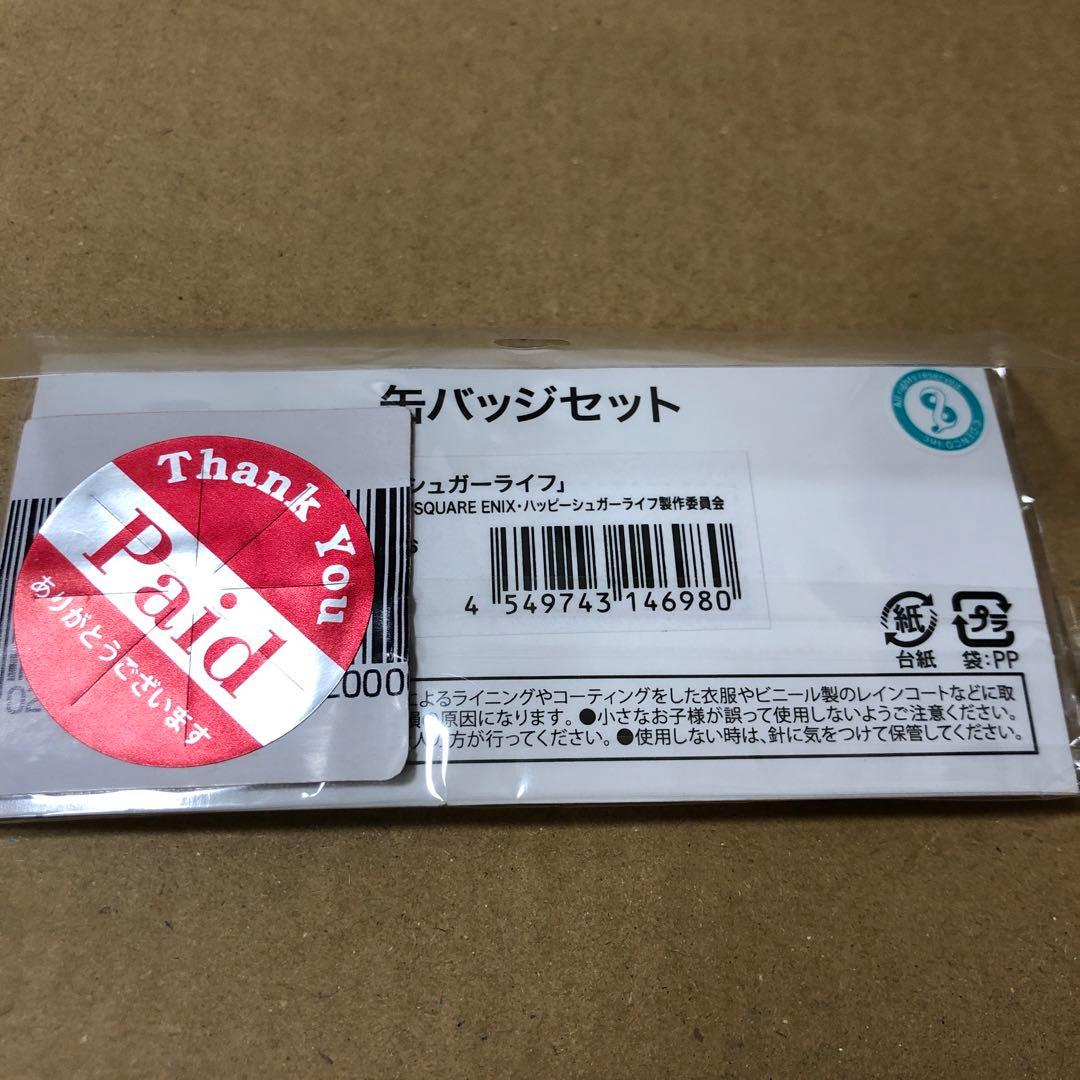 缶バッジセット
シュガーライフ」
SQUARE ENIX・ハッピーシュガーライフ製作委員会
s
4 549743 146980
紙
プラ
台紙
袋:PP
よるライニングやコーティングをした衣服やビニール製のレインコートなどに取
原因になります。●小さなお子様が誤って使用しないようご注意ください。
の方が行ってください。●使用しない時は、針に気をつけて保管してください。
Thank You
Paid
ありがとうございます
02
2000
All rights reserved.